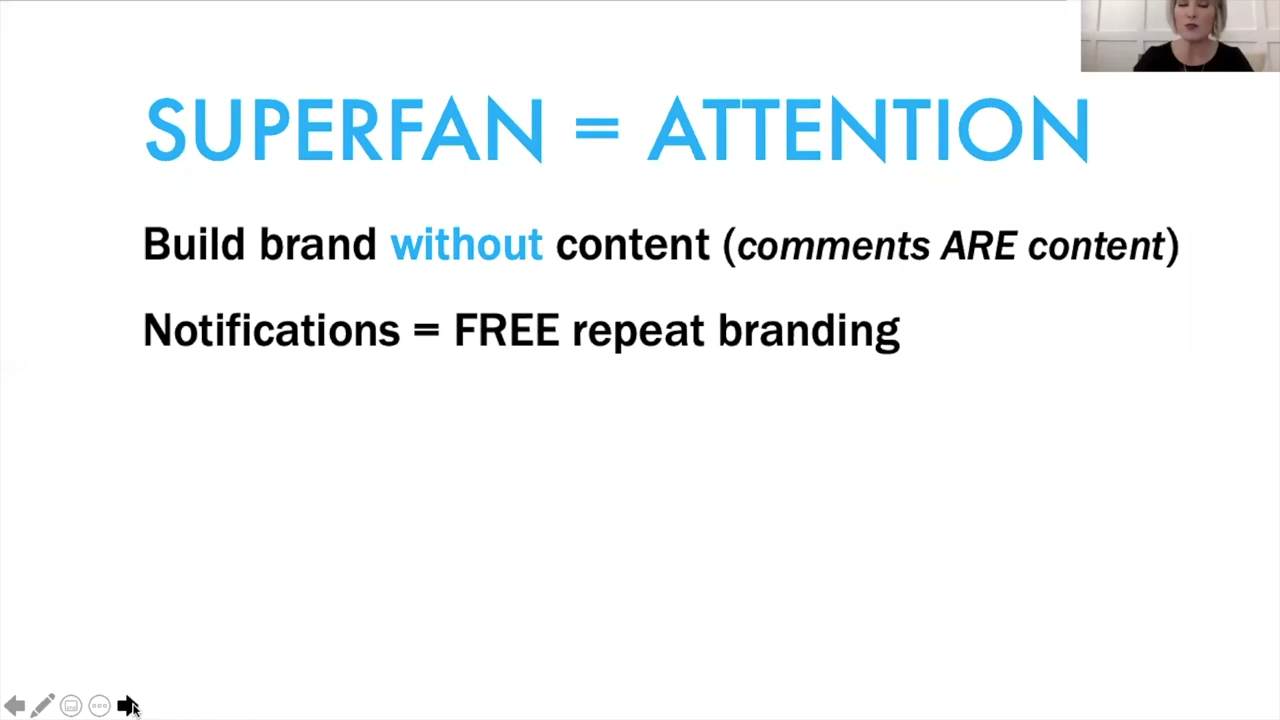 SUPERFAN = ATTENTION
Build brand without content (comments ARE content)
Notifications = FREE repeat branding